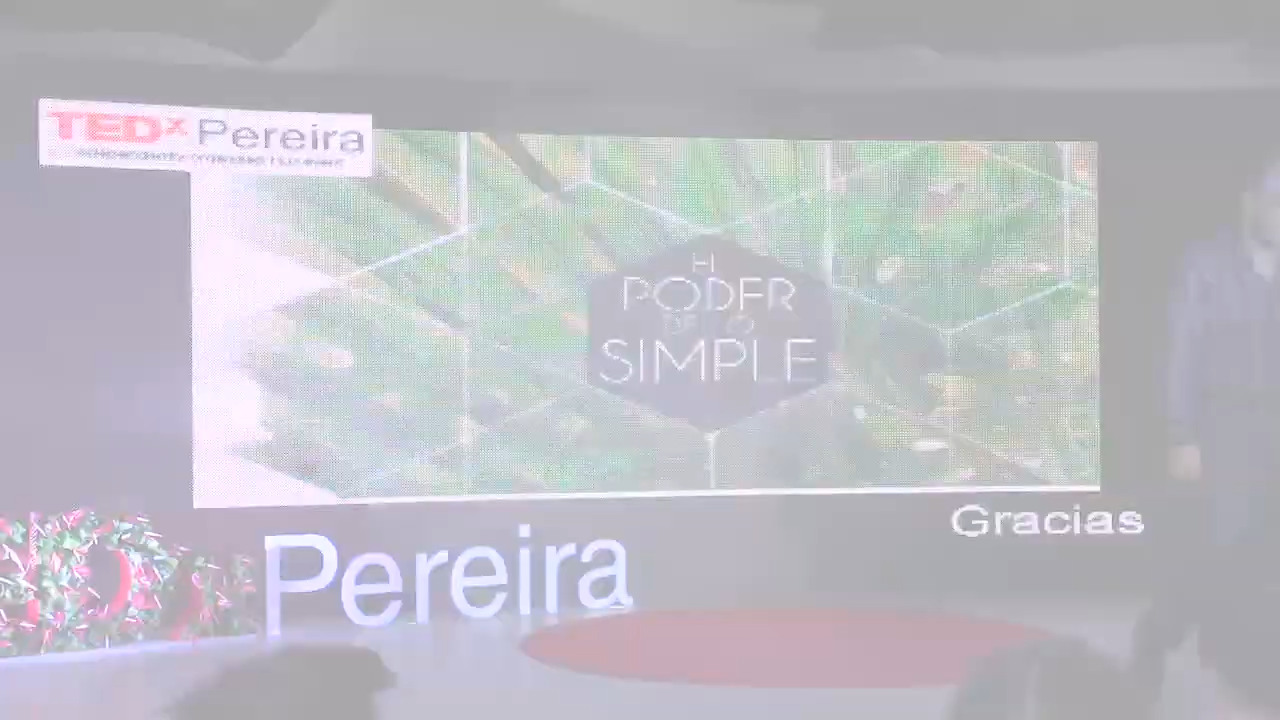 TEDx Pereira
PODER
SIMPLE
Gracias
Pereira